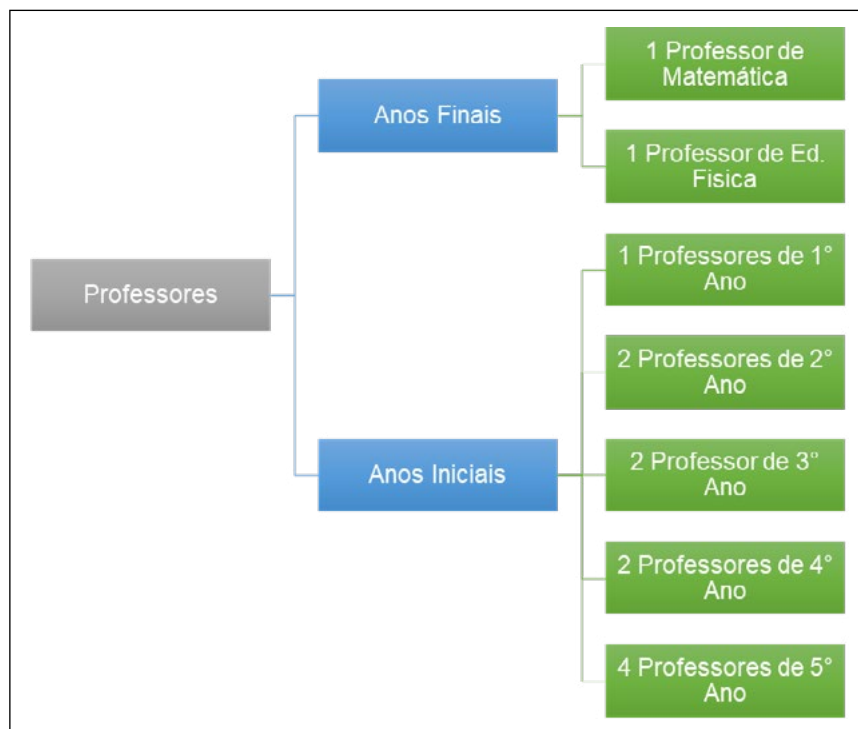 Professores
Anos Finais
1 Professor de
Matemática
1 Professor de Ed.
Fisica
Anos Iniciais
1 Professores de 1°
Ano
2 Professores de 2°
Ano
2 Professor de 3°
Ano
2 Professores de 4°
Ano
4 Professores de 5°
Ano